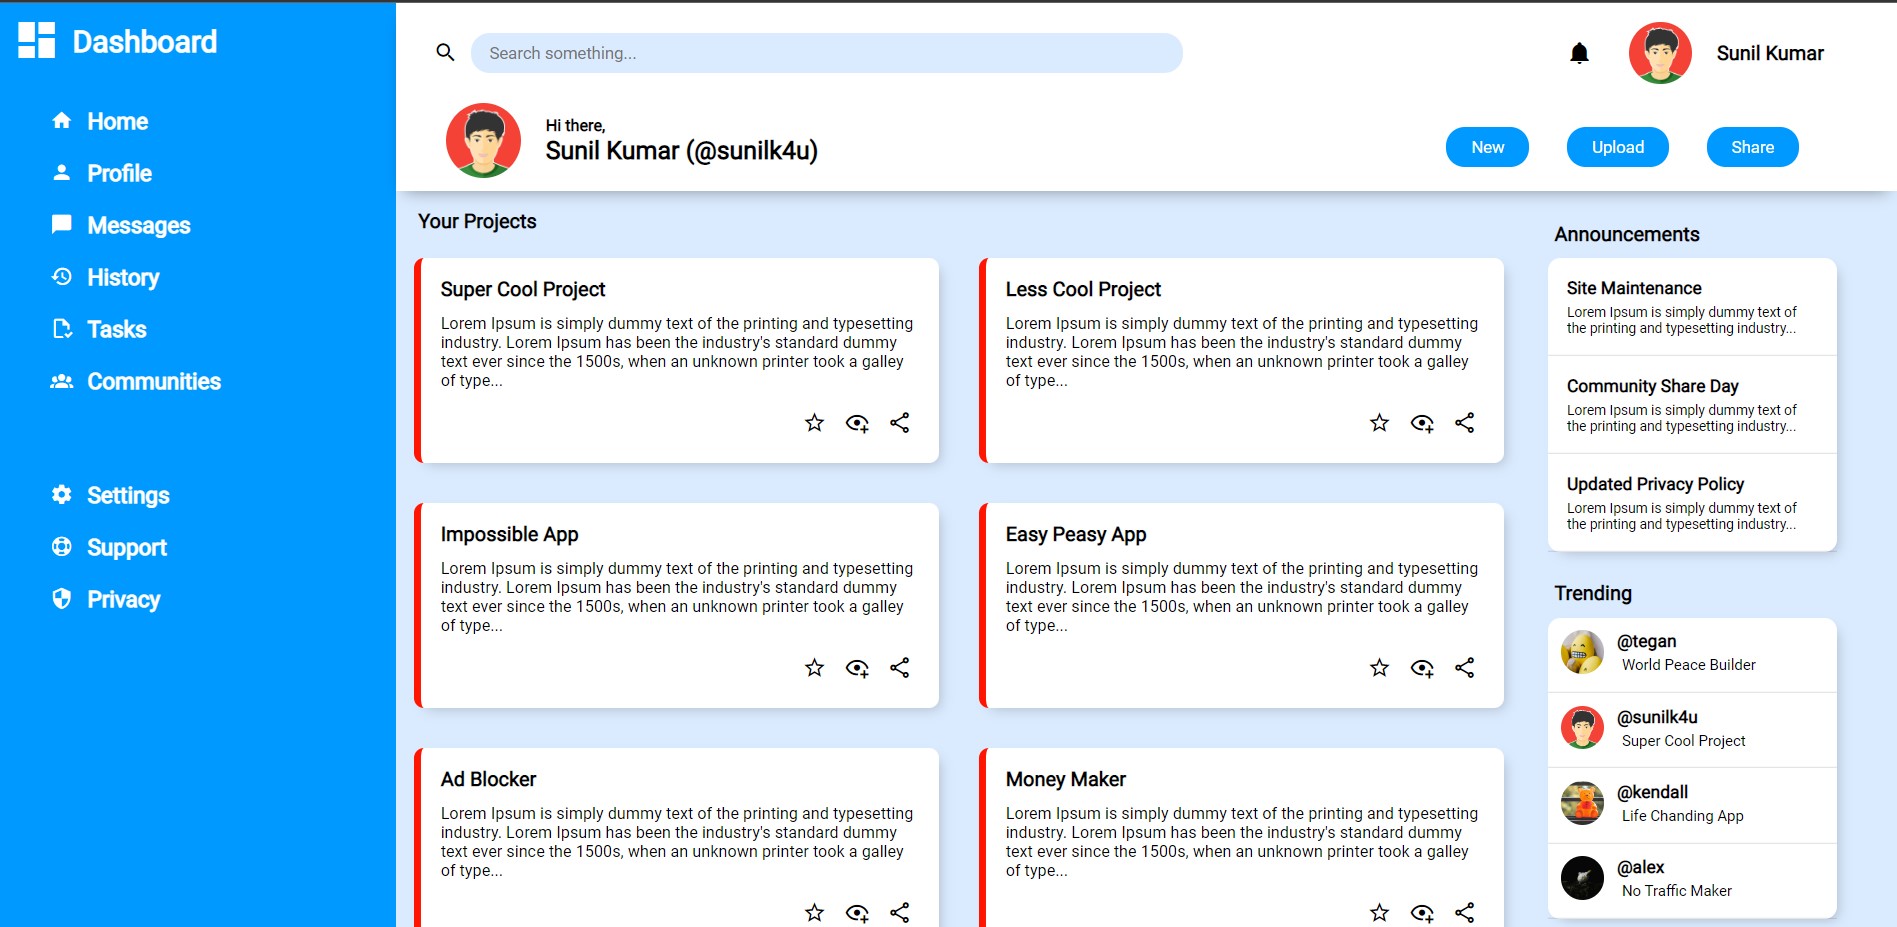 Dashboard
Home
Profile
Messages
History
Tasks
Communities
Settings
Support
Privacy
Search something...
Sunil Kumar
Hi there,
Sunil Kumar (@sunilk4u)
New
Upload
Share
Your Projects
Super Cool Project
Lorem Ipsum is simply dummy text of the printing and typesetting
industry. Lorem Ipsum has been the industry's standard dummy
text ever since the 1500s, when an unknown printer took a galley
of type...
Less Cool Project
Lorem Ipsum is simply dummy text of the printing and typesetting
industry. Lorem Ipsum has been the industry's standard dummy
text ever since the 1500s, when an unknown printer took a galley
of type...
Impossible App
Lorem Ipsum is simply dummy text of the printing and typesetting
industry. Lorem Ipsum has been the industry's standard dummy
text ever since the 1500s, when an unknown printer took a galley
of type...
Easy Peasy App
Lorem Ipsum is simply dummy text of the printing and typesetting
industry. Lorem Ipsum has been the industry's standard dummy
text ever since the 1500s, when an unknown printer took a galley
of type...
Ad Blocker
Lorem Ipsum is simply dummy text of the printing and typesetting
industry. Lorem Ipsum has been the industry's standard dummy
text ever since the 1500s, when an unknown printer took a galley
of type...
Money Maker
Lorem Ipsum is simply dummy text of theprinting and typesetting
industry. Lorem Ipsum has been the industry's standard dummy
text ever since the 1500s, when an unknown printer took a galley
of type...
Announcements
Site Maintenance
Lorem Ipsum is simply dummy text of
the printing and typesetting industry...
Community Share Day
Lorem Ipsum is simply dummy text of
the printing and typesetting industry...
Updated Privacy Policy
Lorem Ipsum is simply dummy text of
the printing and typesetting industry...
Trending
@tegan
World Peace Builder
@sunilk4u
Super Cool Project
@kendall
Life Chanding App
@alex
No Traffic Maker